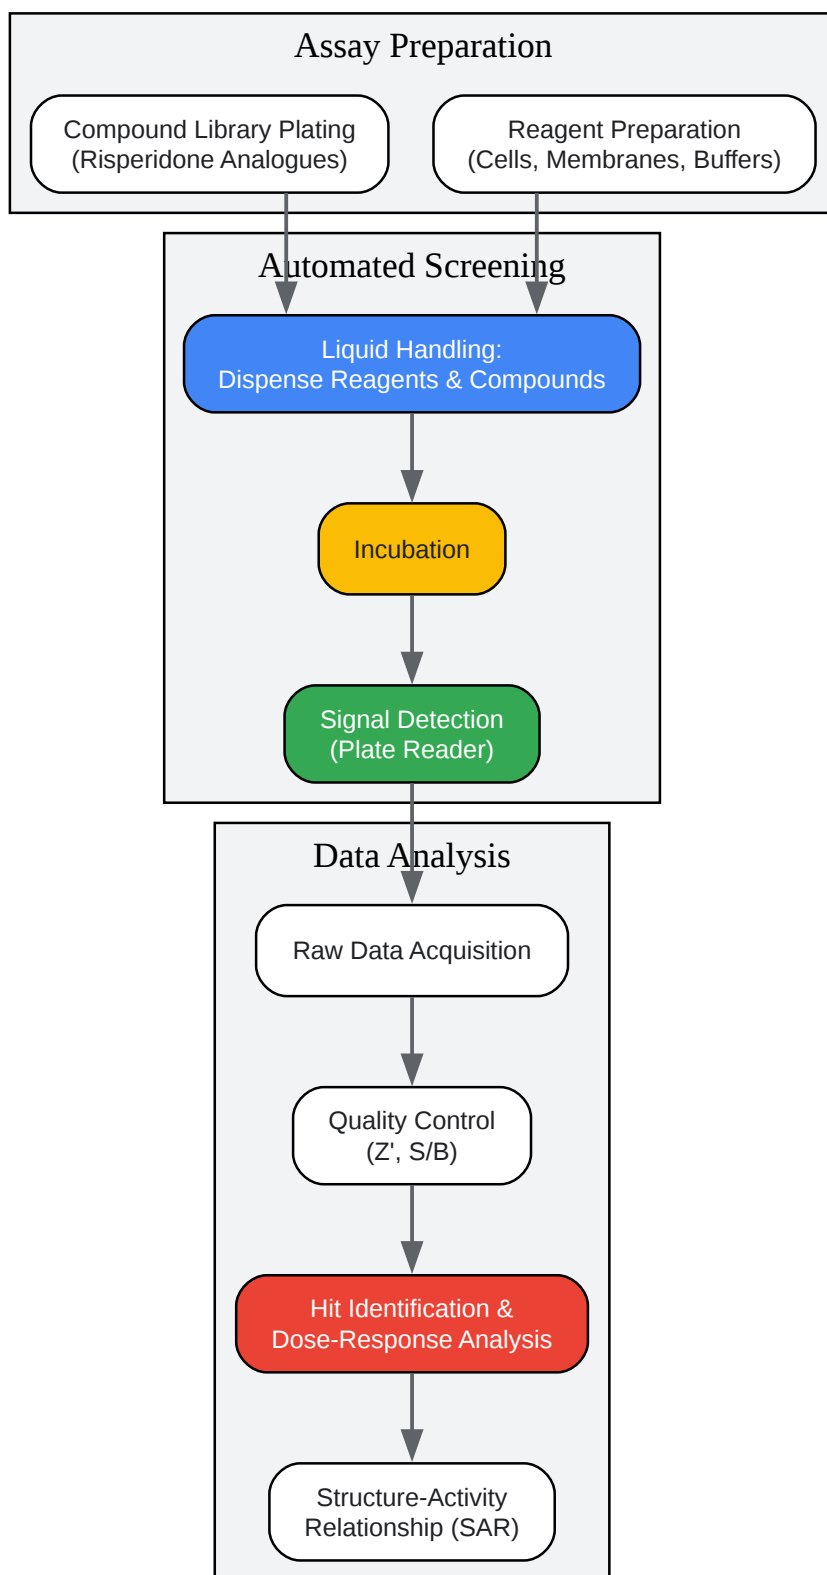 Assay Preparation
Compound Library Plating
(Risperidone Analogues)
Reagent Preparation
(Cells, Membranes, Buffers)
Automated Screening
Liquid Handling:
Dispense Reagents & Compounds
Incubation
Signal Detection
(Plate Reader)
Data Analysis
Raw Data Acquisition
Quality Control
(Z', S/B)
Hit Identification &
Dose-Response Analysis
Structure-Activity
Relationship (SAR)